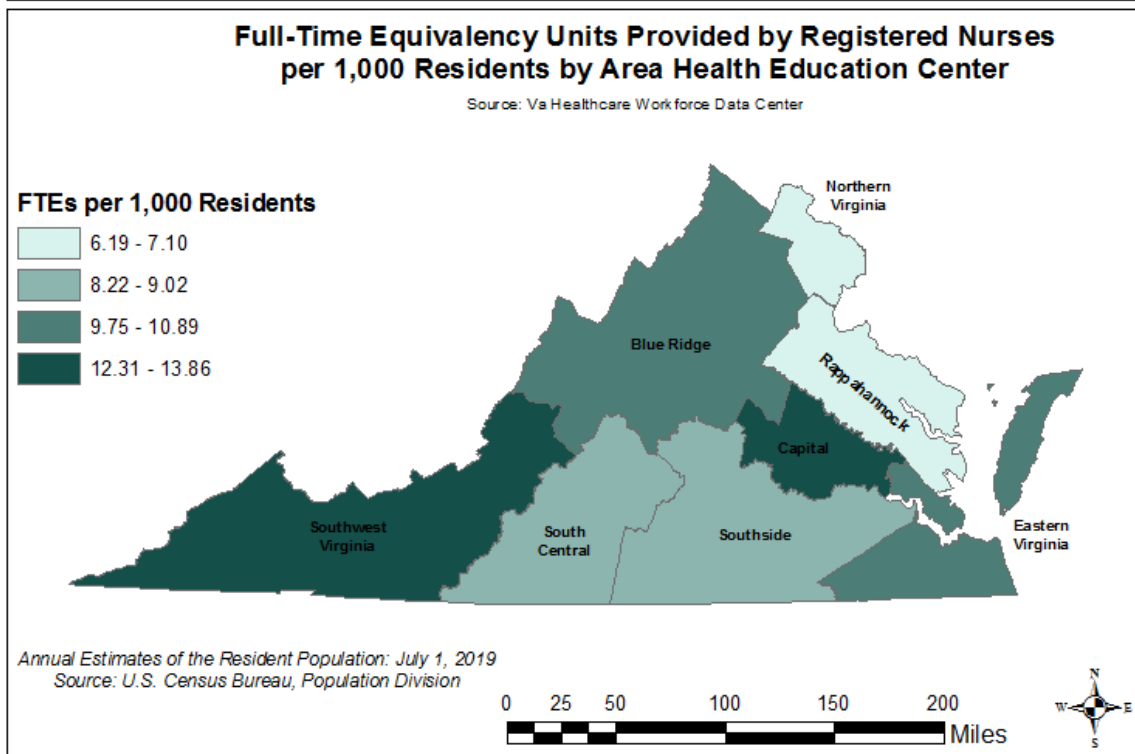 Full-Time Equivalency Units Provided by Registered Nurses
per 1,000 Residents by Area Health Education Center
Source: Va Healthcare Workforce Data Center
FTEs per 1,000 Residents
6.19 - 7.10
8.22 - 9.02
9.75 - 10.89
12.31 - 13.86
Northern
Virginia
Blue Ridge
Rappahannock
Capital
Southwest
Virginia
South
Central
Southside
Eastern
Virginia
Annual Estimates of the Resident Population: July 1, 2019
Source: U.S. Census Bureau, Population Division
0 25 50 100 150 200
Miles
N
W E
S